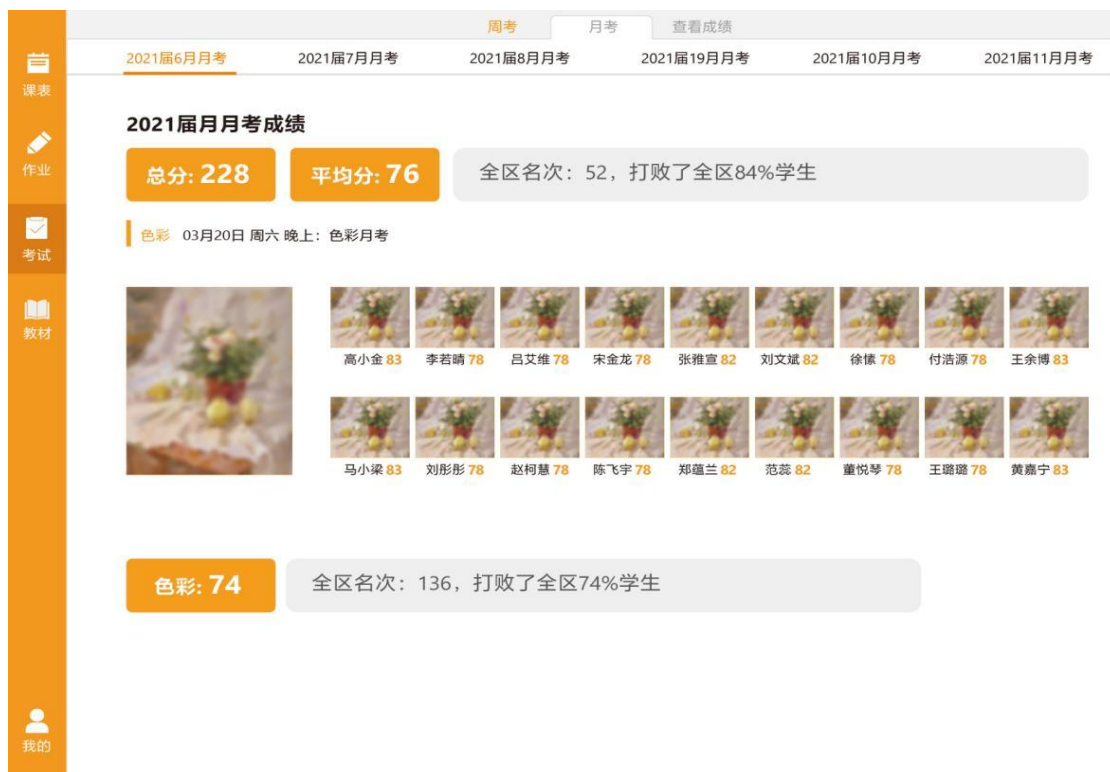 周考 月考 查看成绩
2021届6月月考 2021届7月月考 2021届8月月考 2021届19月月考 2021届10月月考 2021届11月月考
课表
作业
考试
教材
我的
2021届月月考成绩
总分: 228 平均分: 76 全区名次：52，打败了全区84%学生
色彩 03月20日 周六 晚上：色彩月考
高小金 83 李若晴 78 吕艾维 78 宋金龙 78 张雅宣 82 刘文斌 82 徐愫 78 付浩源 78 王余博 83
马小梁 83 刘彤彤 78 赵柯慧 78 陈飞宇 78 郑蕴兰 82 范蕊 82 董悦琴 78 王璐璐 78 黄嘉宁 83
色彩: 74 全区名次：136，打败了全区74%学生